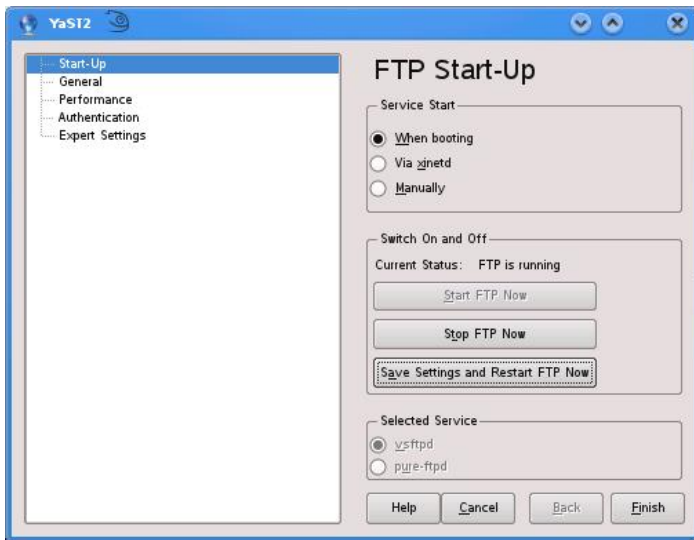 YaST2
Start-Up
General
Performance
Authentication
Expert Settings
FTP Start-Up
Service Start
When booting
Via xinetd
Manually
Switch On and Off
Current Status: FTP is running
Start FTP Now
Stop FTP Now
Save Settings and Restart FTP Now
Selected Service
vsftpd
pure-ftpd
Help Cancel Back Finish